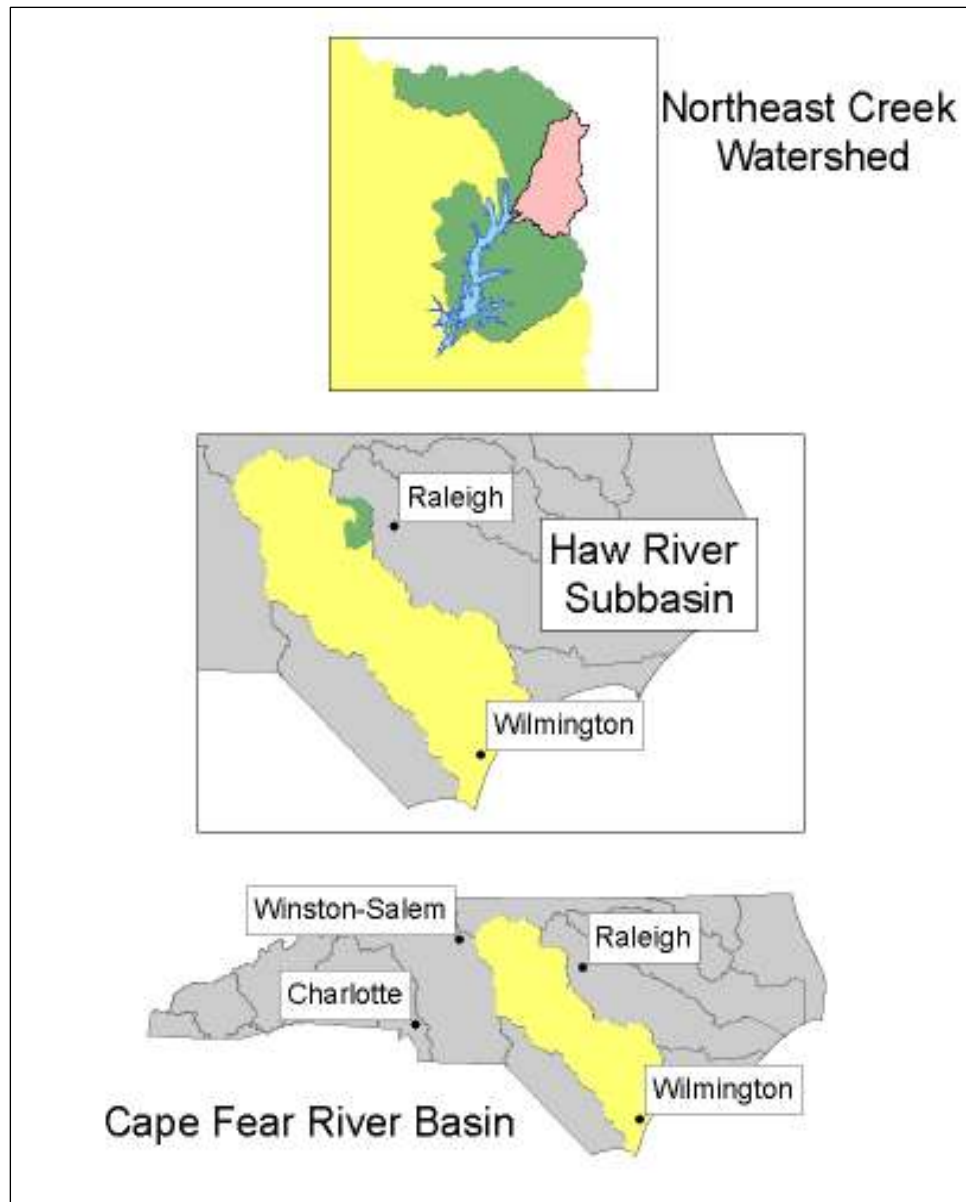 Northeast Creek
Watershed
Raleigh
Haw River
Subbasin
Wilmington
Winston-Salem
Raleigh
Charlotte
Wilmington
Cape Fear River Basin